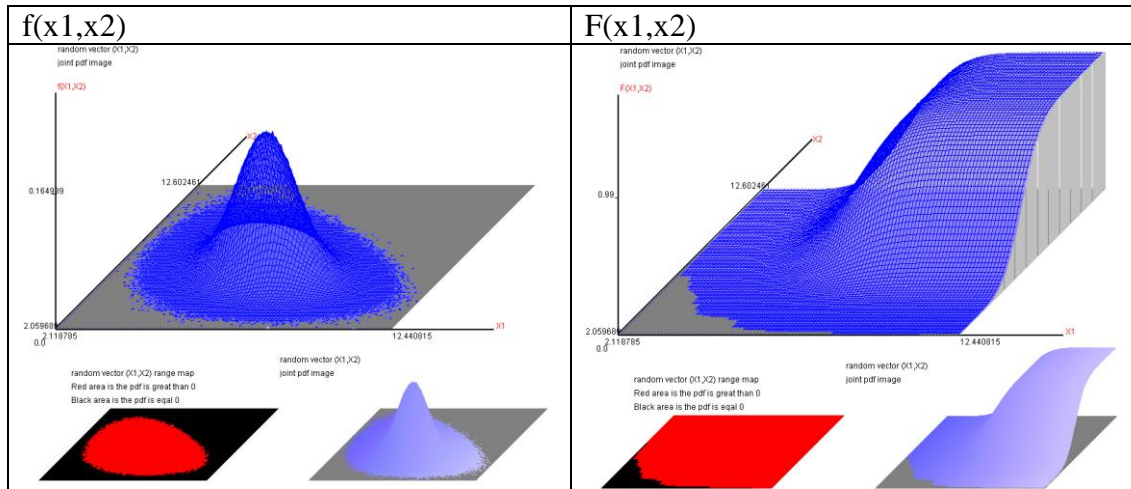 f(x1,x2)
random vector (X1,X2)
joint pdf image
f(X1,X2)
X2
12.602461
0.164939
2.059689
2.118785
0.0
12.440815
X1
random vector (X1,X2) range map
Red area is the pdf is great than 0
Black area is the pdf is eqal 0
random vector (X1,X2)
joint pdf image
F(x1,x2)
random vector (X1,X2)
joint pdf image
F(X1,X2)
X2
12.602461
0.99
2.059689
2.118785
0.0
12.440815
X1
random vector (X1,X2) range map
Red area is the pdf is great than 0
Black area is the pdf is eqal 0
random vector (X1,X2)
joint pdf image